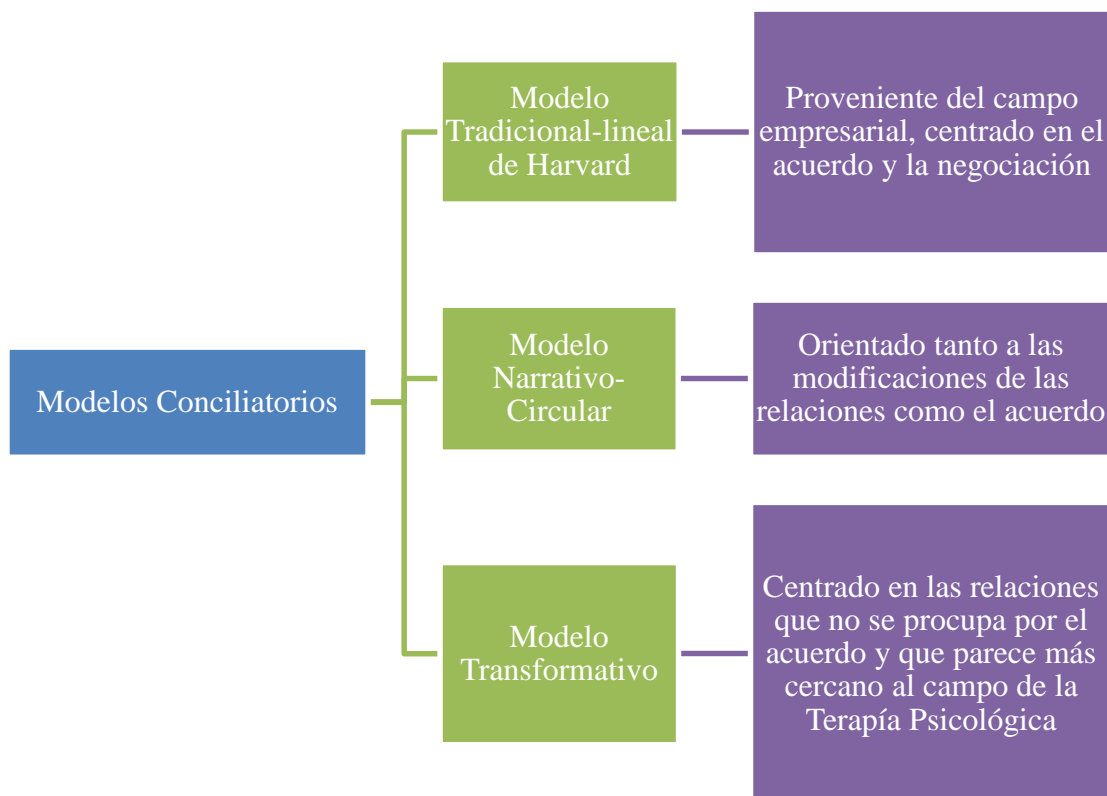 Modelos Conciliatorios
Modelo
Tradicional-lineal
de Harvard
Proveniente del campo
empresarial, centrado en el
acuerdo y la negociación
Modelo
Narrativo-
Circular
Orientado tanto a las
modificaciones de las
relaciones como el acuerdo
Modelo
Transformativo
Centrado en las relaciones
que no se procupa por el
acuerdo y que parece más
cercano al campo de la
Terapía Psicológica